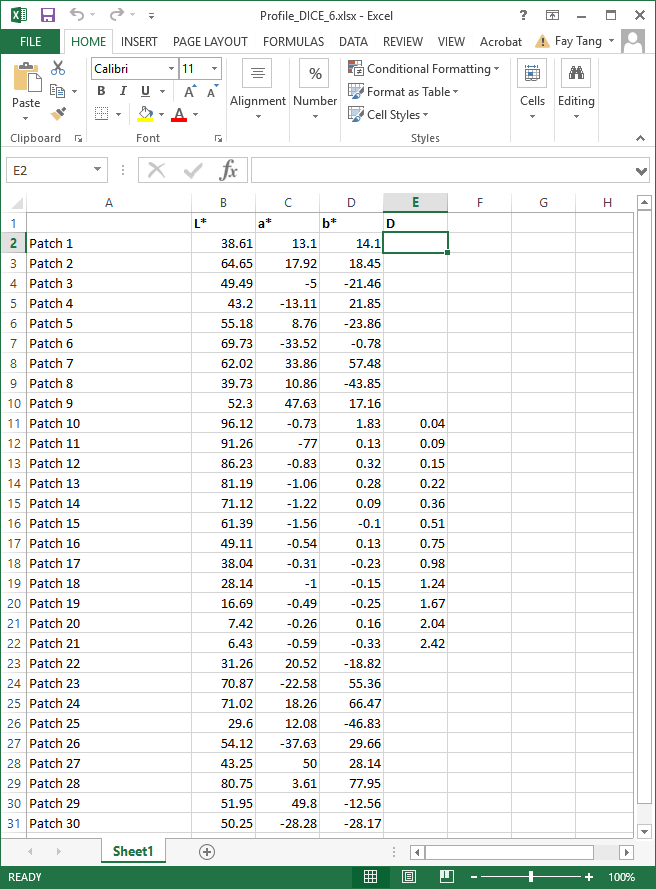 Profile_DICE_6.xlsx - Excel
FILE HOME INSERT PAGE LAYOUT FORMULAS DATA REVIEW VIEW Acrobat Fay Tang
Paste Calibri 11 Alignment Number Conditional Formatting Cells Editing
B I U A A % Format as Table
A Cell Styles
Clipboard Font Styles
E2 fx
A B C D E F G H
1 L* a* b* D
2 Patch 1 38.61 13.1 14.1
3 Patch 2 64.65 17.92 18.45
4 Patch 3 49.49 -5 -21.46
5 Patch 4 43.2 -13.11 21.85
6 Patch 5 55.18 8.76 -23.86
7 Patch 6 69.73 -33.52 -0.78
8 Patch 7 62.02 33.86 57.48
9 Patch 8 39.73 10.86 -43.85
10 Patch 9 52.3 47.63 17.16
11 Patch 10 96.12 -0.73 1.83 0.04
12 Patch 11 91.26 -77 0.13 0.09
13 Patch 12 86.23 -0.83 0.32 0.15
14 Patch 13 81.19 -1.06 0.28 0.22
15 Patch 14 71.12 -1.22 0.09 0.36
16 Patch 15 61.39 -1.56 -0.1 0.51
17 Patch 16 49.11 -0.54 0.13 0.75
18 Patch 17 38.04 -0.31 -0.23 0.98
19 Patch 18 28.14 -1 -0.15 1.24
20 Patch 19 16.69 -0.49 -0.25 1.67
21 Patch 20 7.42 -0.26 0.16 2.04
22 Patch 21 6.43 -0.59 -0.33 2.42
23 Patch 22 31.26 20.52 -18.82
24 Patch 23 70.87 -22.58 55.36
25 Patch 24 71.02 18.26 66.47
26 Patch 25 29.6 12.08 -46.83
27 Patch 26 54.12 -37.63 29.66
28 Patch 27 43.25 50 28.14
29 Patch 28 80.75 3.61 77.95
30 Patch 29 51.95 49.8 -12.56
31 Patch 30 50.25 -28.28 -28.17
Sheet1
READY 100%